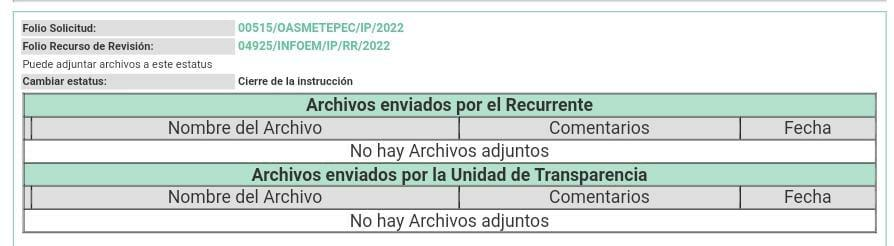 Folio Solicitud: 00515/OASMETEPEC/IP/2022
Folio Recurso de Revisión: 04925/INFOEM/IP/RR/2022
Puede adjuntar archivos a este estatus
Cambiar estatus: Cierre de la instrucción
Archivos enviados por el Recurrente
Nombre del Archivo Comentarios Fecha
No hay Archivos adjuntos
Archivos enviados por la Unidad de Transparencia
Nombre del Archivo Comentarios Fecha
No hay Archivos adjuntos